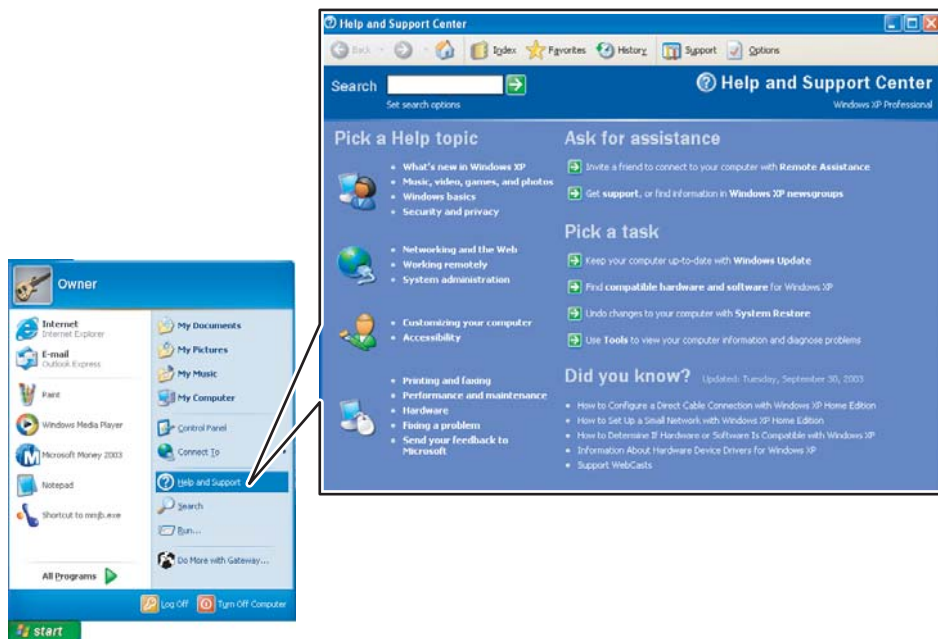 Help and Support Center
Back
Index
Favorites
History
Support
Options
Search
Set search options
Help and Support Center
Windows XP Professional
Pick a Help topic
What's new in Windows XP
Music, video, games, and photos
Windows basics
Security and privacy
Networking and the Web
Working remotely
System administration
Customizing your computer
Accessibility
Printing and faxing
Performance and maintenance
Hardware
Fixing a problem
Send your feedback to
Microsoft
Ask for assistance
Invite a friend to connect to your computer with Remote Assistance
Get support, or find information in Windows XP newsgroups
Pick a task
Keep your computer up-to-date with Windows Update
Find compatible hardware and software for Windows XP
Undo changes to your computer with System Restore
Use Tools to view your computer information and diagnose problems
Did you know? Updated: Tuesday, September 30, 2003
How to Configure a Direct Cable Connection with Windows XP Home Edition
How to Set Up a Small Network with Windows XP Home Edition
How to Determine If Hardware or Software Is Compatible with Windows XP
Information About Hardware Device Drivers for Windows XP
Support WebCasts
Owner
Internet
Internet Explorer
E-mail
Outlook Express
Paint
Windows Media Player
Microsoft Money 2003
Notepad
Shortcut to mmjb.exe
All Programs
My Documents
My Pictures
My Music
My Computer
Control Panel
Connect To
Help and Support
Search
Run...
Do More with Gateway...
Log Off
Turn Off Computer
start